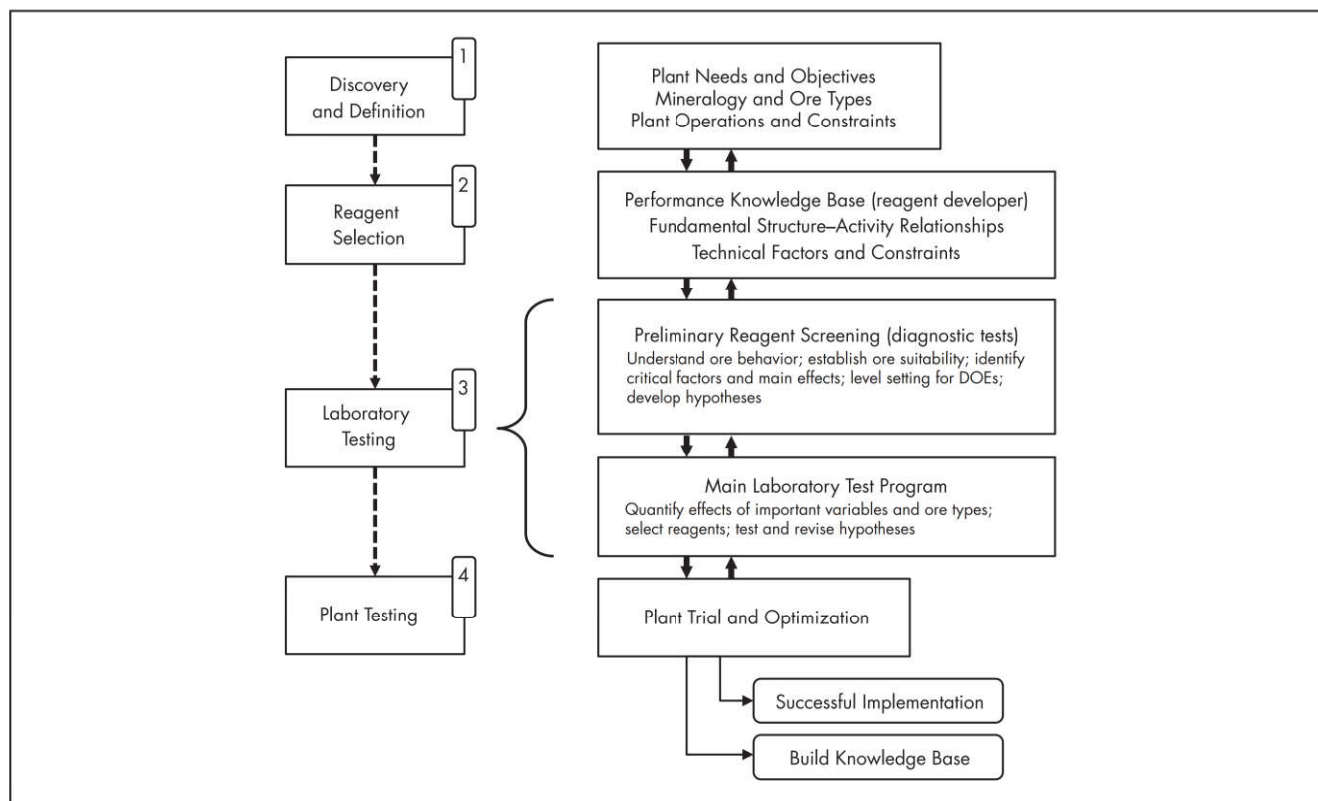 1
Discovery
and Definition
2
Reagent
Selection
3
Laboratory
Testing
4
Plant Testing
Plant Needs and Objectives
Mineralogy and Ore Types
Plant Operations and Constraints
Performance Knowledge Base (reagent developer)
Fundamental Structure–Activity Relationships
Technical Factors and Constraints
Preliminary Reagent Screening (diagnostic tests)
Understand ore behavior; establish ore suitability; identify
critical factors and main effects; level setting for DOEs;
develop hypotheses
Main Laboratory Test Program
Quantify effects of important variables and ore types;
select reagents; test and revise hypotheses
Plant Trial and Optimization
Successful Implementation
Build Knowledge Base